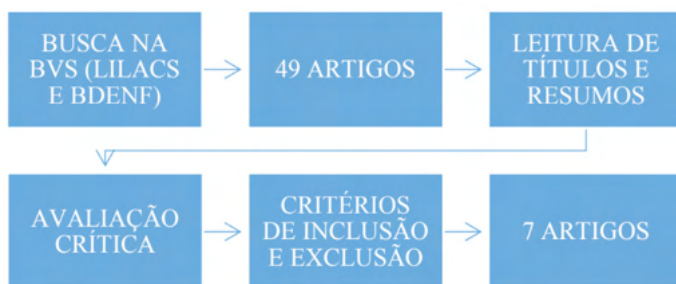 BUSCA NA
BVS (LILACS
E BDENF)
49 ARTIGOS
LEITURA DE
TÍTULOS E
RESUMOS
AVALIAÇÃO
CRÍTICA
CRITÉRIOS
DE INCLUSÃO
E EXCLUSÃO
7 ARTIGOS